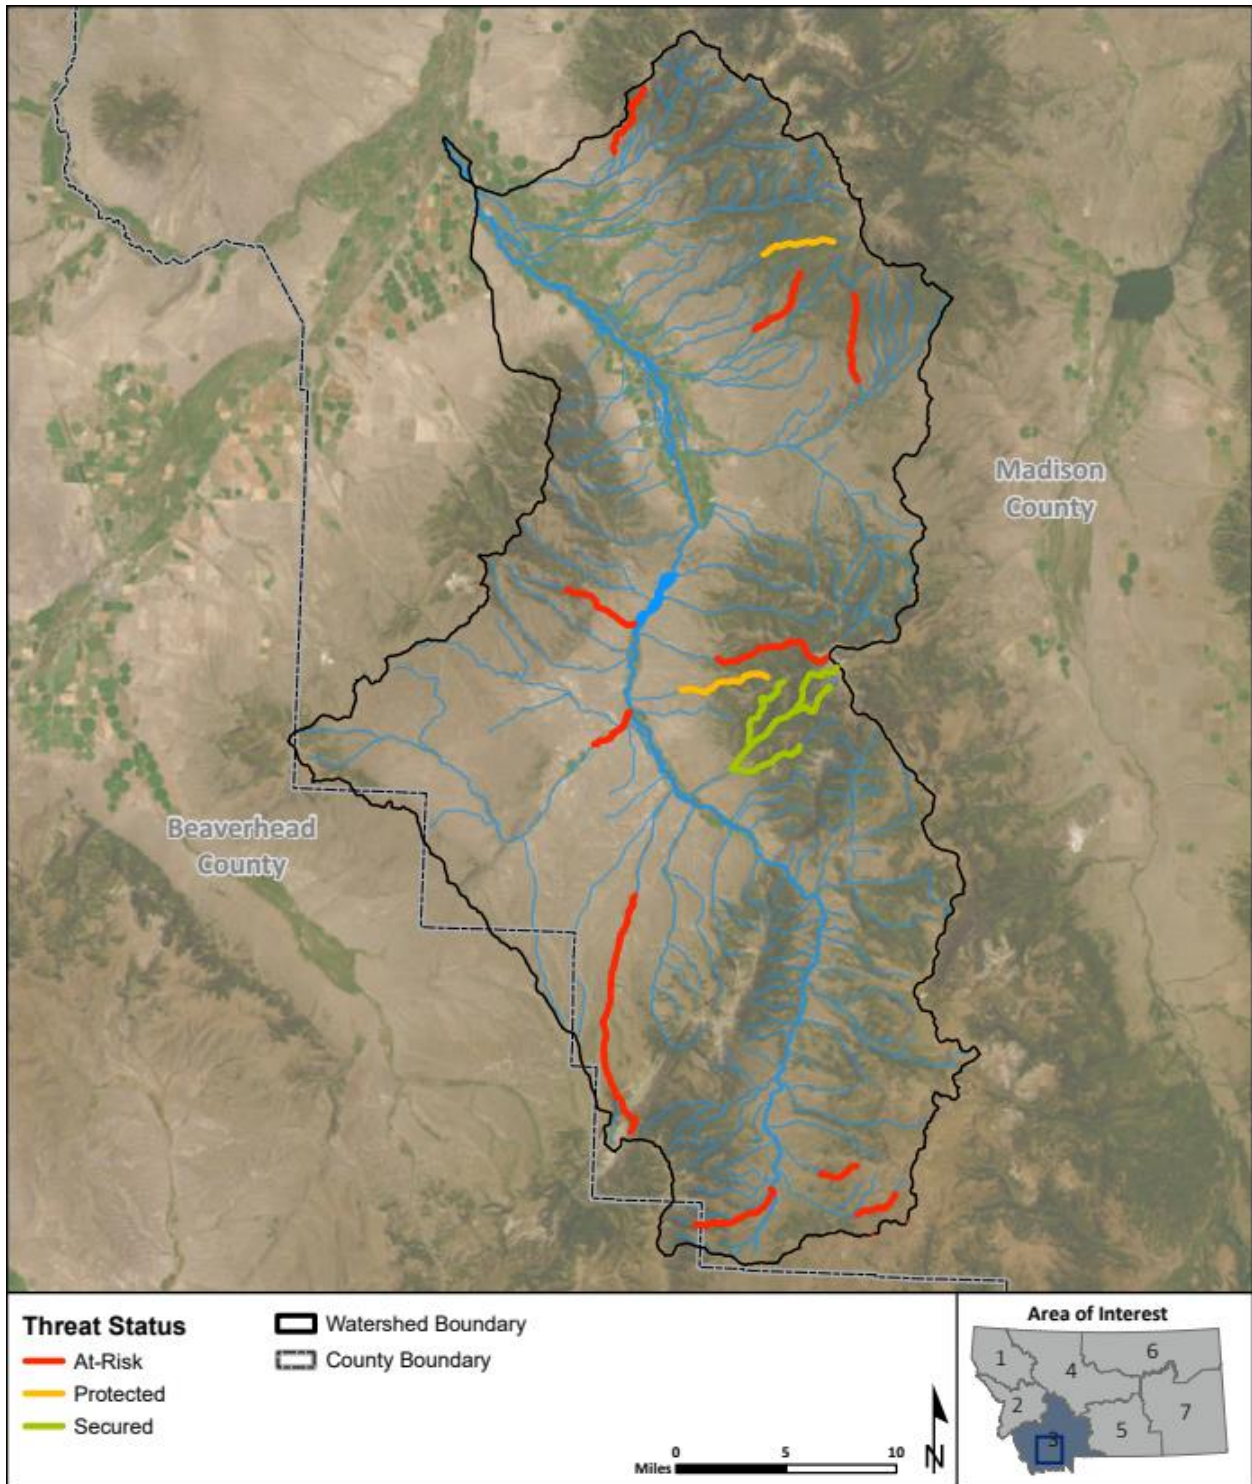 Madison
County
Beaverhead
County
Threat Status
At-Risk
Protected
Secured
Watershed Boundary
County Boundary
0 5 10
Miles
N
Area of Interest
1
2
3
4
5
6
7